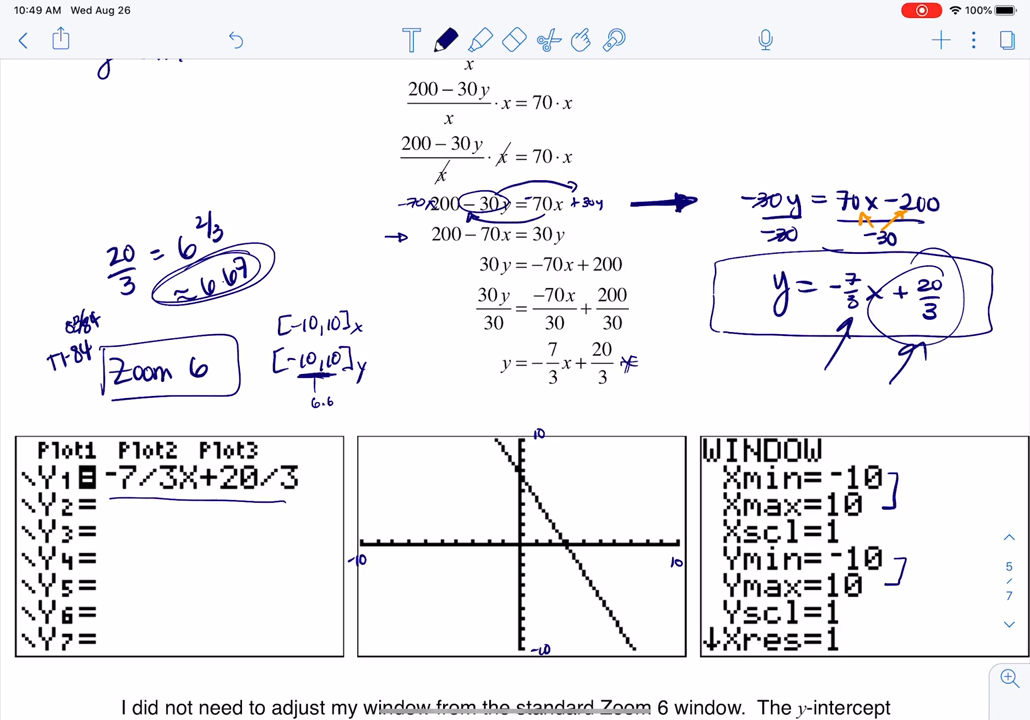 10:49 AM Wed Aug 26
100%
x
200 − 30y / x · x = 70 · x
200 − 30y / x · x = 70 · x
-70x 200 − 30y = 70x +30y
200 − 70x = 30y
30y = −70x + 200
30y / 30 = −70x / 30 + 200 / 30
y = − 7/3 x + 20/3
-30y = 70x - 200
-30 -30
y = - 7/3 x + 20/3
20/3 = 6 2/3
≈ 6.67
TI-84
Zoom 6
[-10,10]x
[-10,10]y
6.6
Plot1 Plot2 Plot3
\Y1=-7/3X+20/3
\Y2=
\Y3=
\Y4=
\Y5=
\Y6=
\Y7=
10
-10 10
-10
WINDOW
Xmin=-10
Xmax=10
Xscl=1
Ymin=-10
Ymax=10
Yscl=1
↓Xres=1
5
/
7
I did not need to adjust my window from the standard Zoom 6 window. The y-intercept